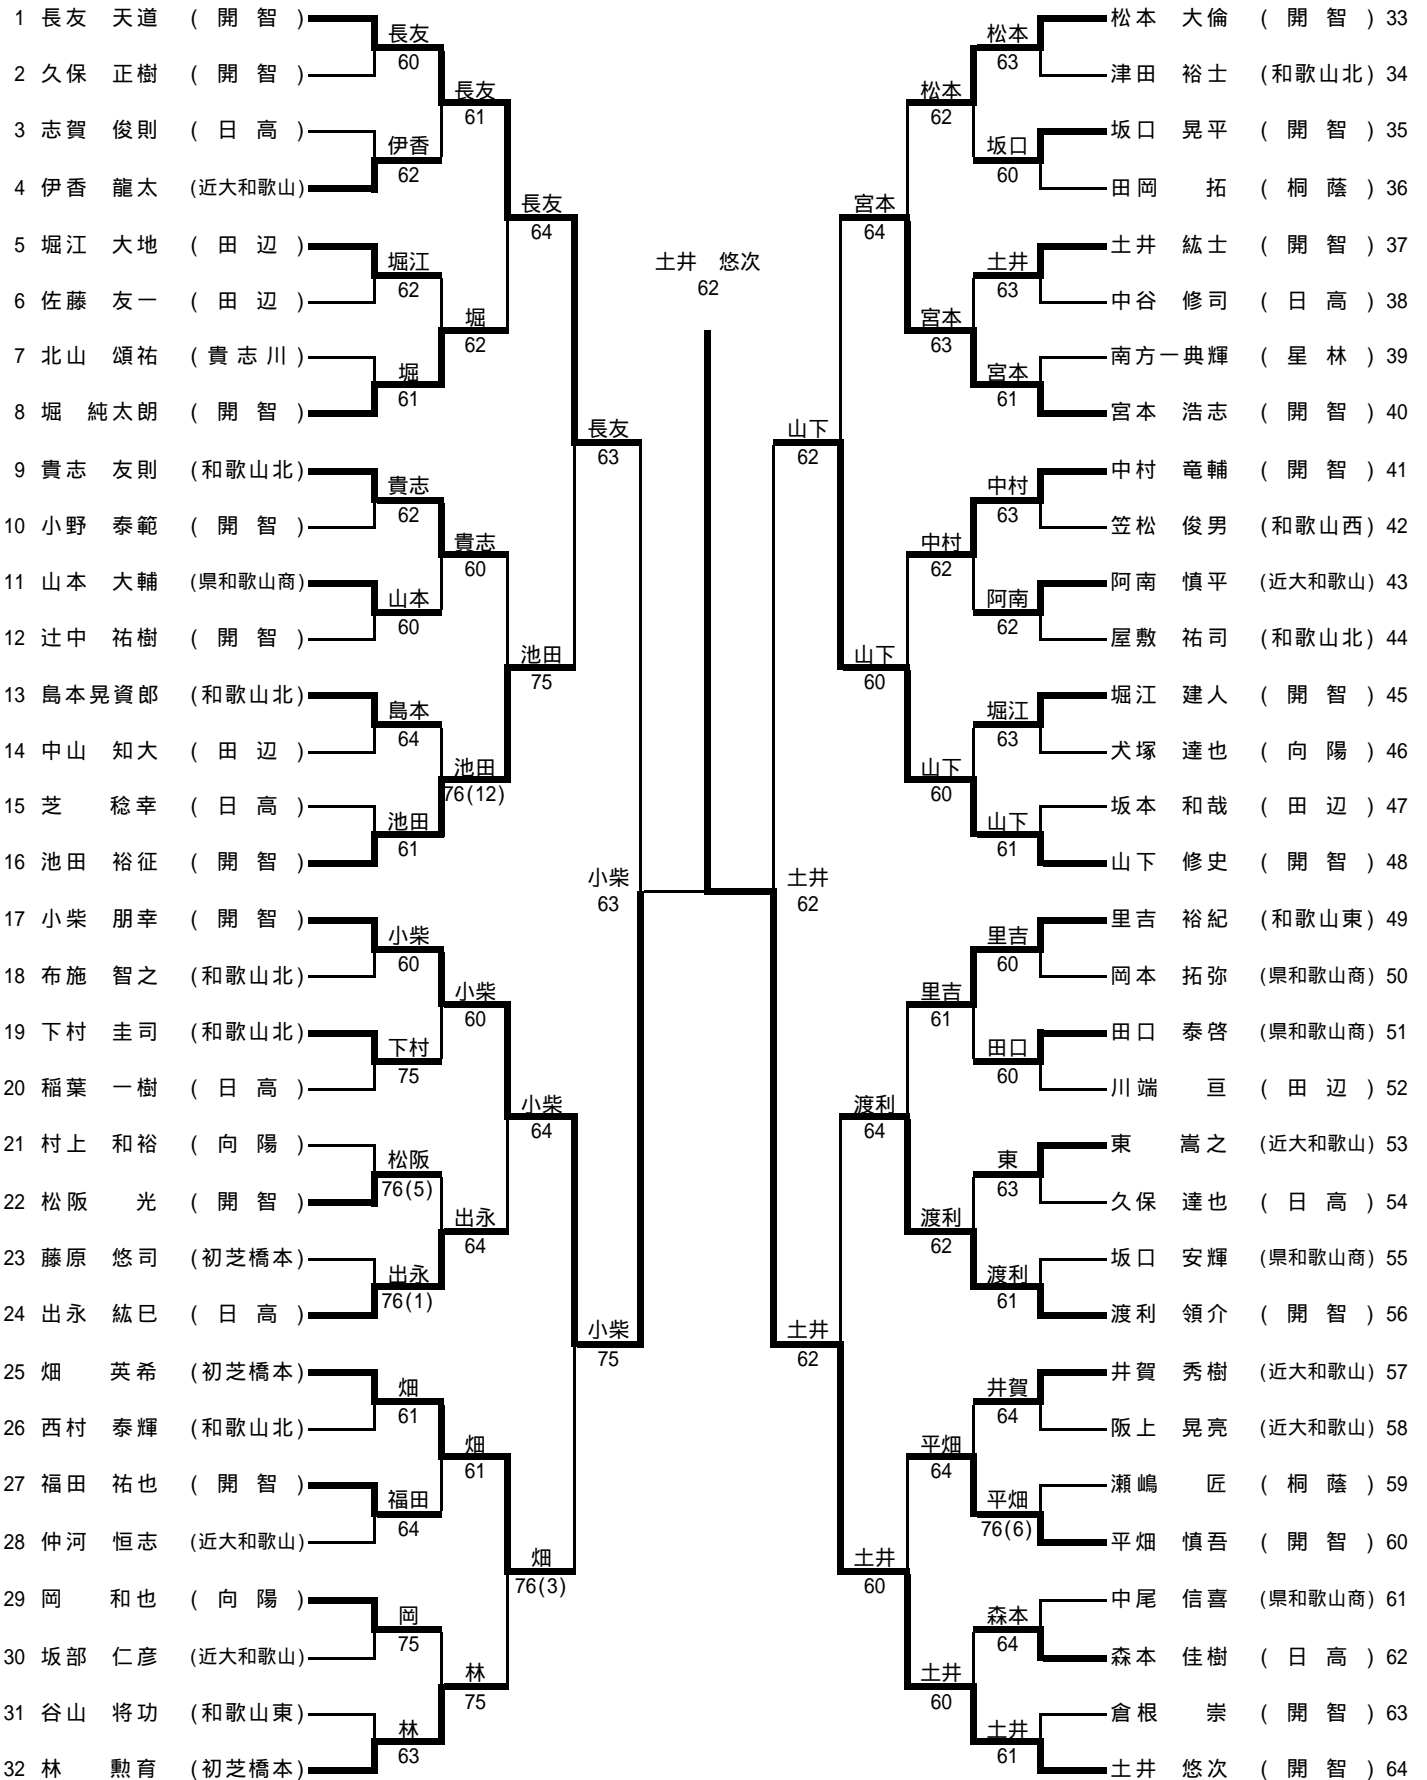 1 長友 天道 ( 開 智 )
2 久保 正樹 ( 開 智 )
3 志賀 俊則 ( 日 高 )
4 伊香 龍太 (近大和歌山)
5 堀江 大地 ( 田 辺 )
6 佐藤 友一 ( 田 辺 )
7 北山 頌祐 ( 貴 志 川 )
8 堀 純太朗 ( 開 智 )
9 貴志 友則 (和歌山北)
10 小野 泰範 ( 開 智 )
11 山本 大輔 (県和歌山商)
12 辻中 祐樹 ( 開 智 )
13 島本晃資郎 (和歌山北)
14 中山 知大 ( 田 辺 )
15 芝 稔幸 ( 日 高 )
16 池田 裕征 ( 開 智 )
17 小柴 朋幸 ( 開 智 )
18 布施 智之 (和歌山北)
19 下村 圭司 (和歌山北)
20 稲葉 一樹 ( 日 高 )
21 村上 和裕 ( 向 陽 )
22 松阪 光 ( 開 智 )
23 藤原 悠司 (初芝橋本)
24 出永 紘巳 ( 日 高 )
25 畑 英希 (初芝橋本)
26 西村 泰輝 (和歌山北)
27 福田 祐也 ( 開 智 )
28 仲河 恒志 (近大和歌山)
29 岡 和也 ( 向 陽 )
30 坂部 仁彦 (近大和歌山)
31 谷山 将功 (和歌山東)
32 林 勲育 (初芝橋本)
長友
60
伊香
62
堀江
62
堀
61
貴志
62
山本
60
島本
64
池田
61
小柴
60
下村
75
松阪
76(5)
出永
76(1)
畑
61
福田
64
岡
75
林
63
長友
61
堀
62
貴志
60
池田
76(12)
小柴
60
出永
64
畑
61
林
75
長友
64
池田
75
小柴
64
畑
76(3)
長友
63
小柴
75
小柴
63
土井 悠次
62
土井
62
山下
62
土井
62
宮本
64
山下
60
渡利
64
土井
60
松本
62
宮本
63
中村
62
山下
60
里吉
61
渡利
62
平畑
64
土井
60
松本
63
坂口
60
土井
63
宮本
61
中村
63
阿南
62
堀江
63
山下
61
里吉
60
田口
60
東
63
渡利
61
井賀
64
平畑
76(6)
森本
64
土井
61
松本 大倫 ( 開 智 ) 33
津田 裕士 (和歌山北) 34
坂口 晃平 ( 開 智 ) 35
田岡 拓 ( 桐 蔭 ) 36
土井 紘士 ( 開 智 ) 37
中谷 修司 ( 日 高 ) 38
南方一典輝 ( 星 林 ) 39
宮本 浩志 ( 開 智 ) 40
中村 竜輔 ( 開 智 ) 41
笠松 俊男 (和歌山西) 42
阿南 慎平 (近大和歌山) 43
屋敷 祐司 (和歌山北) 44
堀江 建人 ( 開 智 ) 45
犬塚 達也 ( 向 陽 ) 46
坂本 和哉 ( 田 辺 ) 47
山下 修史 ( 開 智 ) 48
里吉 裕紀 (和歌山東) 49
岡本 拓弥 (県和歌山商) 50
田口 泰啓 (県和歌山商) 51
川端 亘 ( 田 辺 ) 52
東 嵩之 (近大和歌山) 53
久保 達也 ( 日 高 ) 54
坂口 安輝 (県和歌山商) 55
渡利 領介 ( 開 智 ) 56
井賀 秀樹 (近大和歌山) 57
阪上 晃亮 (近大和歌山) 58
瀬嶋 匠 ( 桐 蔭 ) 59
平畑 慎吾 ( 開 智 ) 60
中尾 信喜 (県和歌山商) 61
森本 佳樹 ( 日 高 ) 62
倉根 崇 ( 開 智 ) 63
土井 悠次 ( 開 智 ) 64